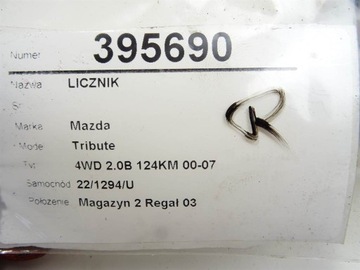 Numer 395690
Nazwa LICZNIK
Marka Mazda
Model Tribute
Typ 4WD 2.0B 124KM 00-07
Samochód 22/1294/U
Położenie Magazyn 2 Regał 03
R